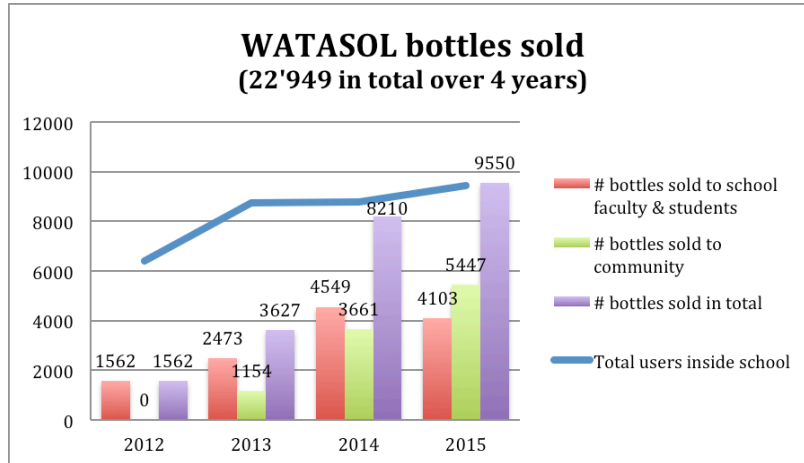 WATASOL bottles sold
(22'949 in total over 4 years)
12000
10000
8000
6000
4000
2000
0
1562
0
1562
2473
1154
3627
4549
3661
8210
4103
5447
9550
2012
2013
2014
2015
# bottles sold to school
faculty & students
# bottles sold to
community
# bottles sold in total
Total users inside school